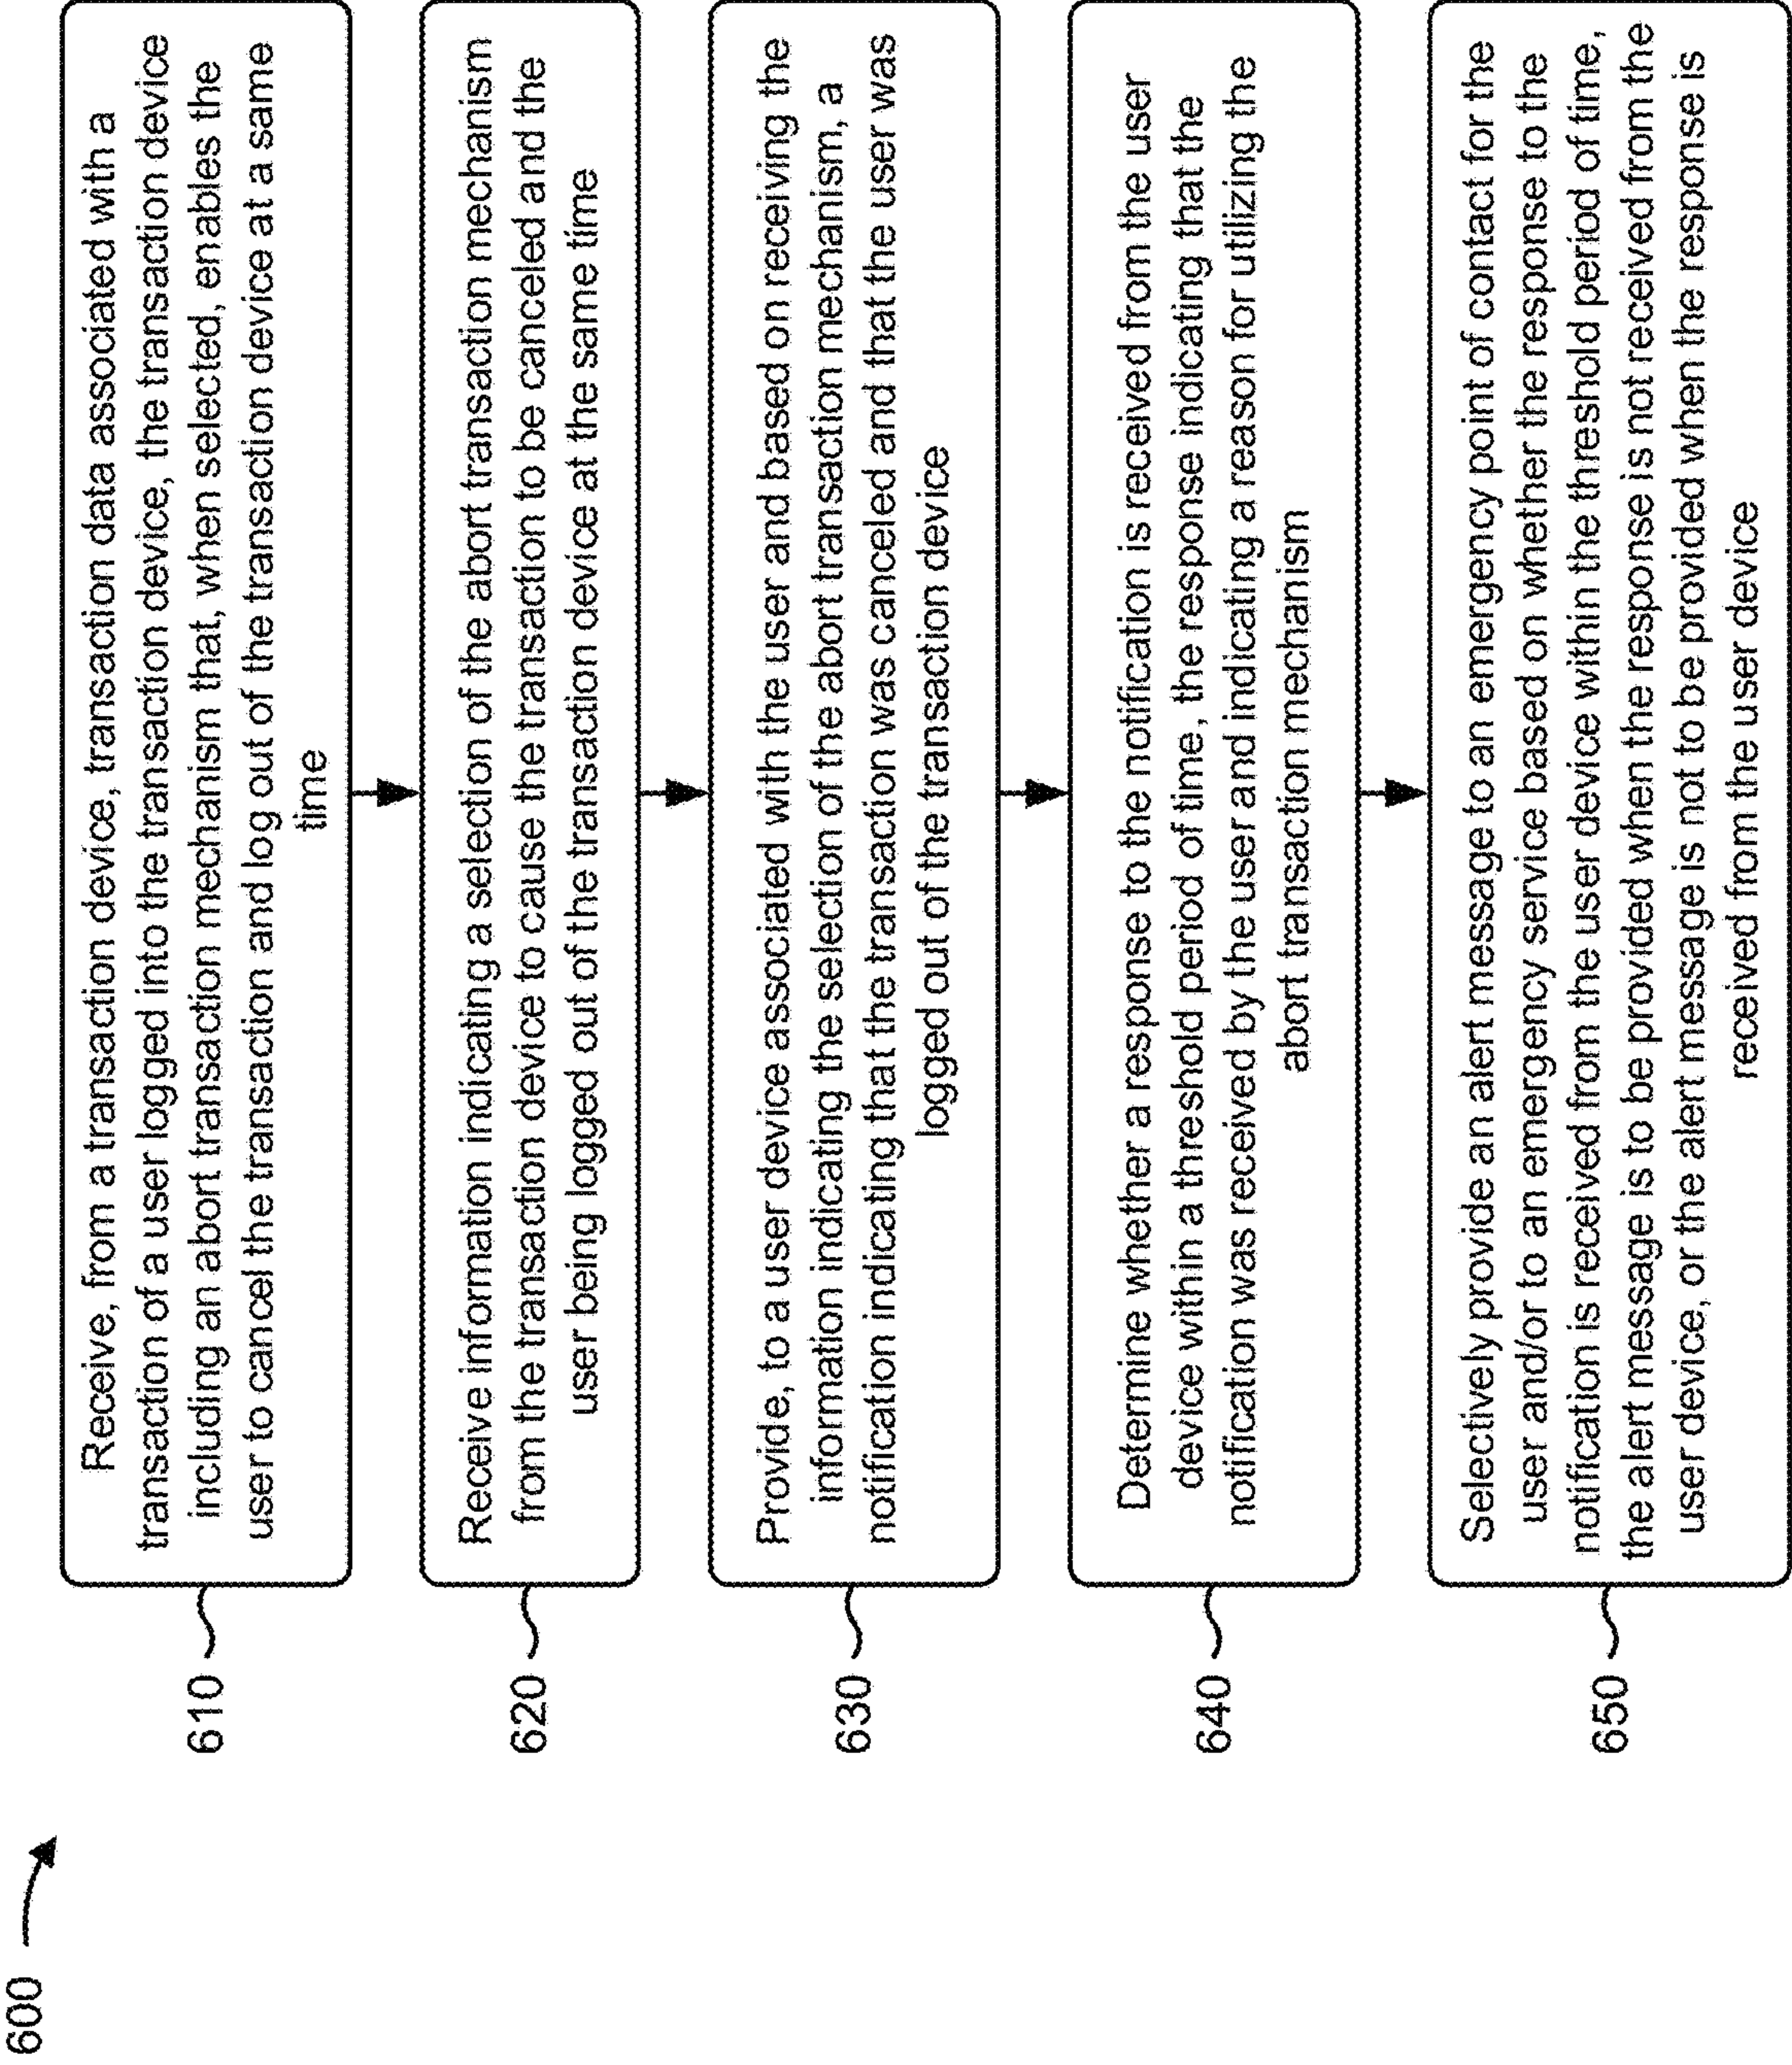 600
610
Receive, from a transaction device, transaction data associated with a
transaction of a user logged into the transaction device, the transaction device
including an abort transaction mechanism that, when selected, enables the
user to cancel the transaction and log out of the transaction device at a same
time
620
Receive information indicating a selection of the abort transaction mechanism
from the transaction device to cause the transaction to be canceled and the
user being logged out of the transaction device at the same time
630
Provide, to a user device associated with the user and based on receiving the
information indicating the selection of the abort transaction mechanism, a
notification indicating that the transaction was canceled and that the user was
logged out of the transaction device
640
Determine whether a response to the notification is received from the user
device within a threshold period of time, the response indicating that the
notification was received by the user and indicating a reason for utilizing the
abort transaction mechanism
650
Selectively provide an alert message to an emergency point of contact for the
user and/or to an emergency service based on whether the response to the
notification is received from the user device within the threshold period of time,
the alert message is to be provided when the response is not received from the
user device, or the alert message is not to be provided when the response is
received from the user device